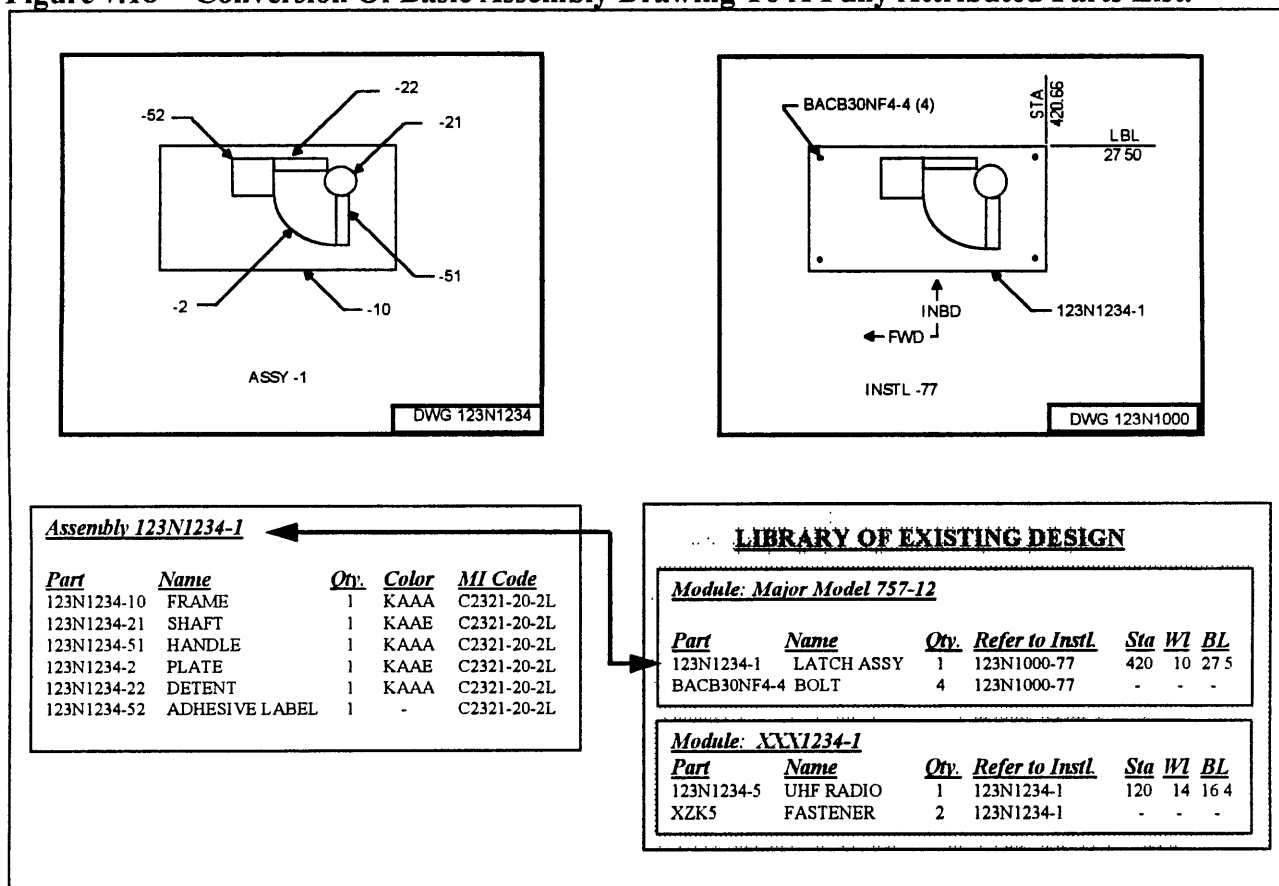 Figure 7.18 Conversion Of Basic Assembly Drawing To A Fully Attributed Parts List.
-22
-52
-21
-51
-2
-10
ASSY -1
DWG 123N1234
BACB30NF4-4 (4)
STA
420.66
LBL
27 50
INBD
FWD
123N1234-1
INSTL -77
DWG 123N1000
Assembly 123N1234-1
Part Name Qty. Color MI Code
123N1234-10 FRAME 1 KAAA C2321-20-2L
123N1234-21 SHAFT 1 KAAE C2321-20-2L
123N1234-51 HANDLE 1 KAAA C2321-20-2L
123N1234-2 PLATE 1 KAAE C2321-20-2L
123N1234-22 DETENT 1 KAAA C2321-20-2L
123N1234-52 ADHESIVE LABEL 1 - C2321-20-2L
LIBRARY OF EXISTING DESIGN
Module: Major Model 757-12
Part Name Qty. Refer to Instl. Sta Wl BL
123N1234-1 LATCH ASSY 1 123N1000-77 420 10 27 5
BACB30NF4-4 BOLT 4 123N1000-77 - - -
Module: XXX1234-1
Part Name Qty. Refer to Instl. Sta Wl BL
123N1234-5 UHF RADIO 1 123N1234-1 120 14 16 4
XZK5 FASTENER 2 123N1234-1 - - -